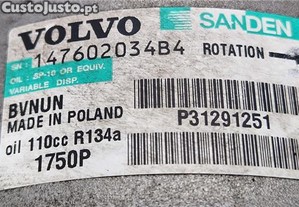 CustoJusto.pt
VOLVO
SANDEN
SN: 147602034B4
ROTATION
OIL : SP-10 OR EQUIV.
VARIABLE DISP.
BVNUN
MADE IN POLAND
P31291251
oil 110cc R134a
1750P